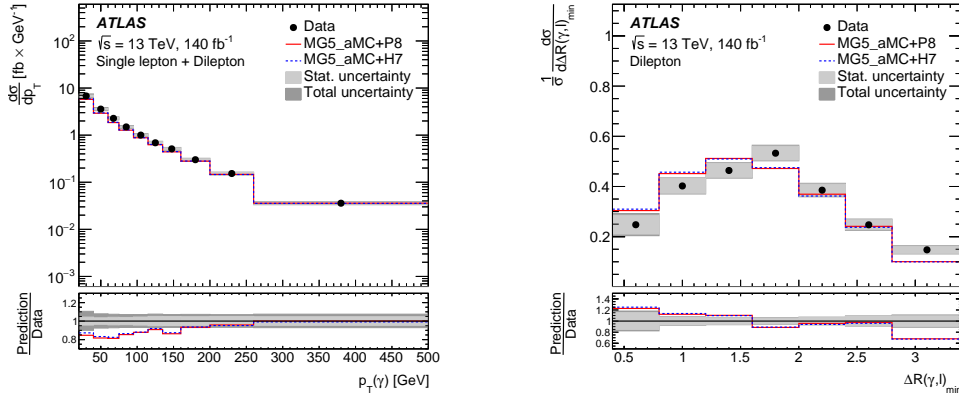 ATLAS
√s = 13 TeV, 140 fb⁻¹
Single lepton + Dilepton
Data
MG5_aMC+P8
MG5_aMC+H7
Stat. uncertainty
Total uncertainty
dσ/dp_T [fb × GeV⁻¹]
10²
10
1
10⁻¹
10⁻²
10⁻³
Prediction/Data
1.2
1
0.8
50 100 150 200 250 300 350 400 450 500
p_T(γ) [GeV]
ATLAS
√s = 13 TeV, 140 fb⁻¹
Dilepton
Data
MG5_aMC+P8
MG5_aMC+H7
Stat. uncertainty
Total uncertainty
1/σ dσ/dΔR(γ,l)_min
1
0.8
0.6
0.4
0.2
Prediction/Data
1.4
1.2
1
0.8
0.6
0.5 1 1.5 2 2.5 3
ΔR(γ,l)_min